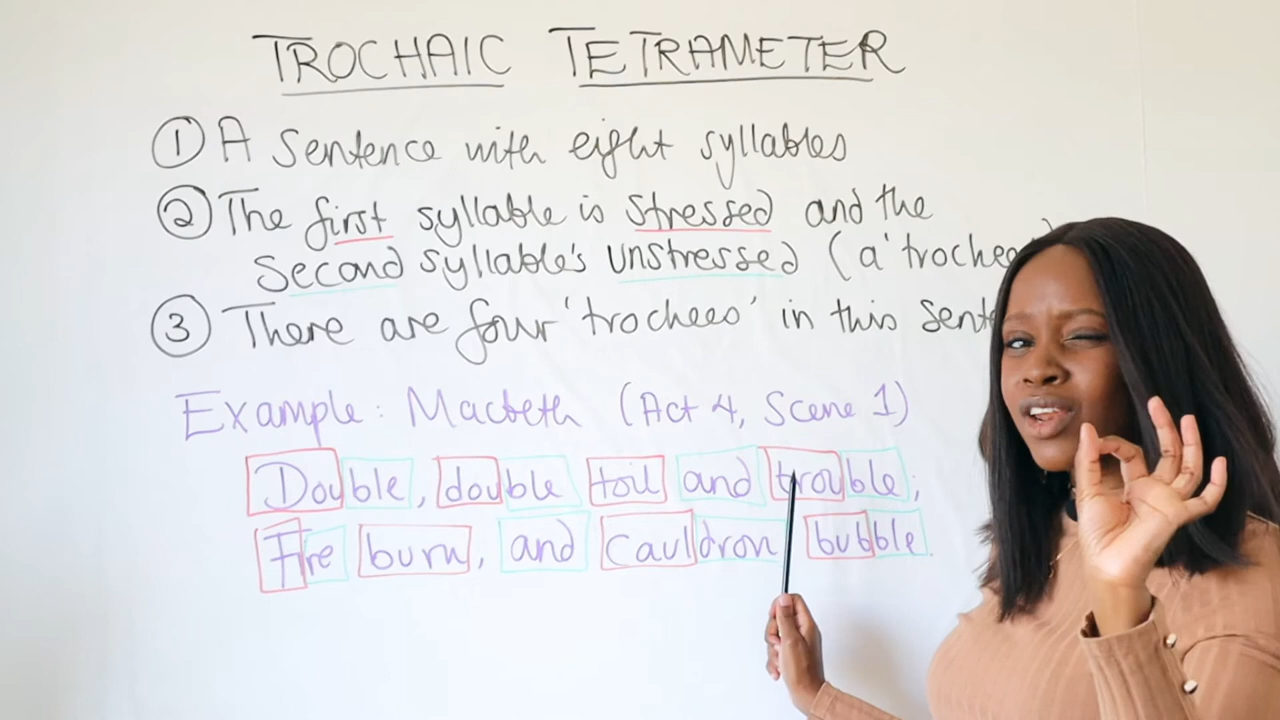 TROCHAIC TETRAMETER
① A sentence with eight syllables
② The first syllable is stressed and the
second syllable's unstressed (a 'trochee
③ There are four 'trochees' in this sente
Example: Macbeth (Act 4, Scene 1)
Double, double toil and trouble;
Fire burn, and cauldron bubble.